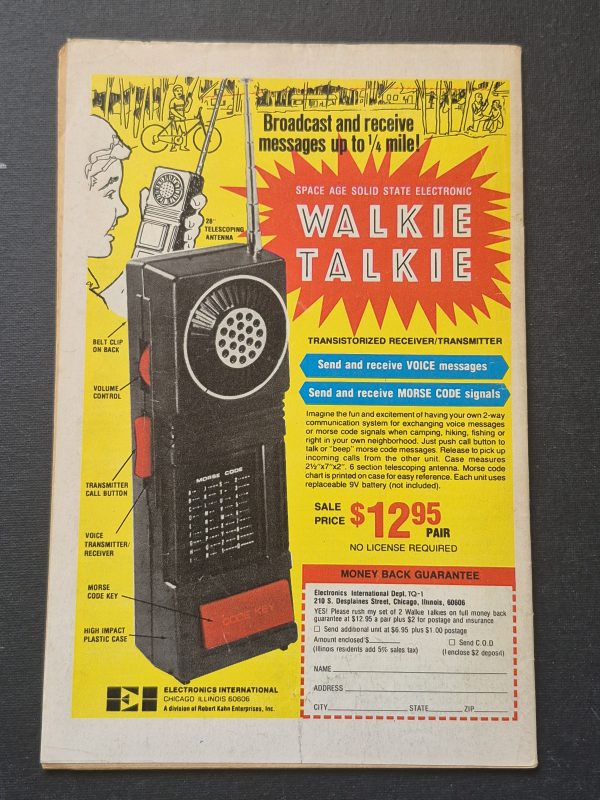 Broadcast and receive
messages up to 1/4 mile!
SPACE AGE SOLID STATE ELECTRONIC
WALKIE
TALKIE
28"
TELESCOPING
ANTENNA
BELT CLIP
ON BACK
VOLUME
CONTROL
TRANSMITTER
CALL BUTTON
VOICE
TRANSMITTER/
RECEIVER
MORSE
CODE KEY
HIGH IMPACT
PLASTIC CASE
MORSE CODE
CODE KEY
TRANSISTORIZED RECEIVER/TRANSMITTER
Send and receive VOICE messages
Send and receive MORSE CODE signals
Imagine the fun and excitement of having your own 2-way
communication system for exchanging voice messages
or morse code signals when camping, hiking, fishing or
right in your own neighborhood. Just push call button to
talk or "beep" morse code messages. Release to pick up
incoming calls from the other unit. Case measures
2½"x7"x2". 6 section telescoping antenna. Morse code
chart is printed on case for easy reference. Each unit uses
replaceable 9V battery (not included).
SALE
PRICE $12 95
PAIR
NO LICENSE REQUIRED
MONEY BACK GUARANTEE
Electronics International Dept. TQ-1
210 S. Desplaines Street, Chicago, Illinois, 60606
YES! Please rush my set of 2 Walkie Talkies on full money back
guarantee at $12.95 a pair plus $2 for postage and insurance
☐ Send additional unit at $6.95 plus $1.00 postage
Amount enclosed $ ☐ Send C.O.D
(Illinois residents add 5% sales tax) (I enclose $2 deposit)
NAME
ADDRESS
CITY STATE ZIP
EI ELECTRONICS INTERNATIONAL
CHICAGO ILLINOIS 60606
A division of Robert Kahn Enterprises, Inc.